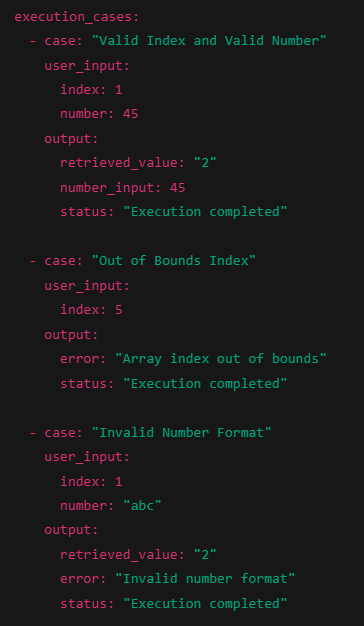 execution_cases:
  - case: "Valid Index and Valid Number"
    user_input:
      index: 1
      number: 45
    output:
      retrieved_value: "2"
      number_input: 45
      status: "Execution completed"

  - case: "Out of Bounds Index"
    user_input:
      index: 5
    output:
      error: "Array index out of bounds"
      status: "Execution completed"

  - case: "Invalid Number Format"
    user_input:
      index: 1
      number: "abc"
    output:
      retrieved_value: "2"
      error: "Invalid number format"
      status: "Execution completed"